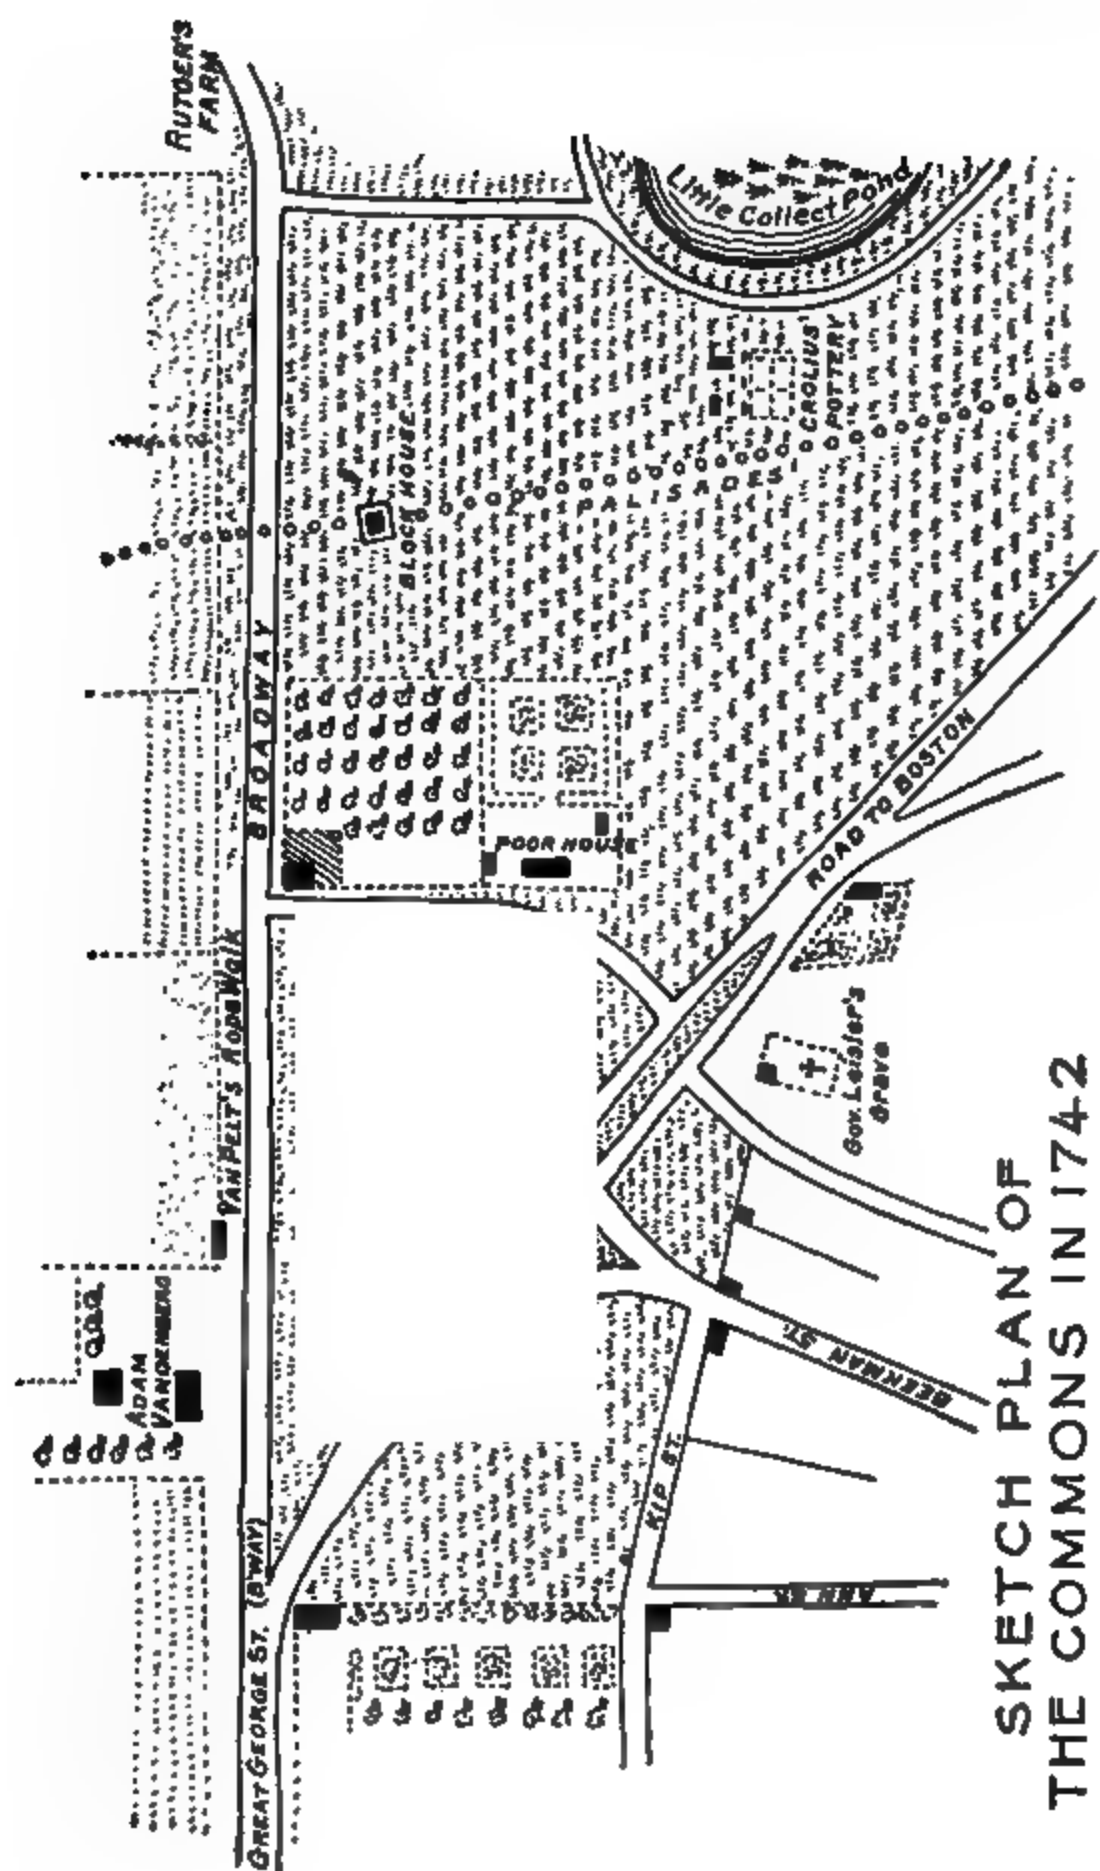 RUTGER'S
FARM
Little Collect Pond
CROLIUS'
POTTERY
PALISADES
BLOCK HOUSE
BROADWAY
POOR HOUSE
ROAD TO BOSTON
VAN PELT'S Rope Walk
Gov. Leisler's
Grave
ADAM
VANDENBERG
BEEKMAN ST.
KIP ST.
ANN ST.
GREAT GEORGE ST. (B'WAY)
SKETCH PLAN OF
THE COMMONS IN 1742